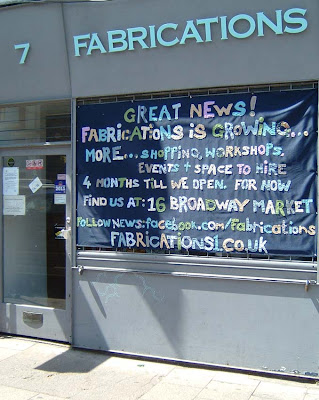 7 FABRICATIONS
GREAT NEWS!
FABRICATIONS IS GROWING...
MORE... SHOPPING, WORKSHOPS,
EVENTS + SPACE TO HIRE
4 MONTHS TILL WE OPEN. FOR NOW
FIND US AT: 16 BROADWAY MARKET
FOLLOW NEWS: facebook.com/Fabrications
FABRICATIONS1.co.uk